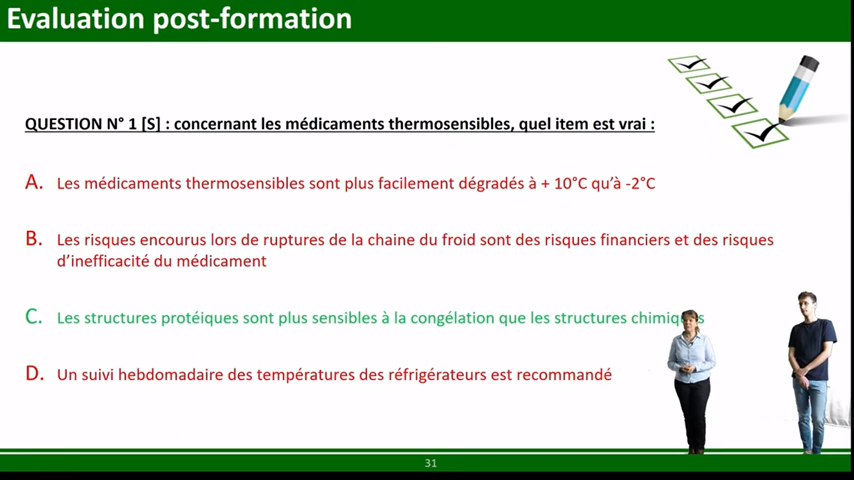 Evaluation post-formation
QUESTION N° 1 [S] : concernant les médicaments thermosensibles, quel item est vrai :
A. Les médicaments thermosensibles sont plus facilement dégradés à + 10°C qu'à -2°C
B. Les risques encourus lors de ruptures de la chaine du froid sont des risques financiers et des risques
d'inefficacité du médicament
C. Les structures protéiques sont plus sensibles à la congélation que les structures chimiques
D. Un suivi hebdomadaire des températures des réfrigérateurs est recommandé
31